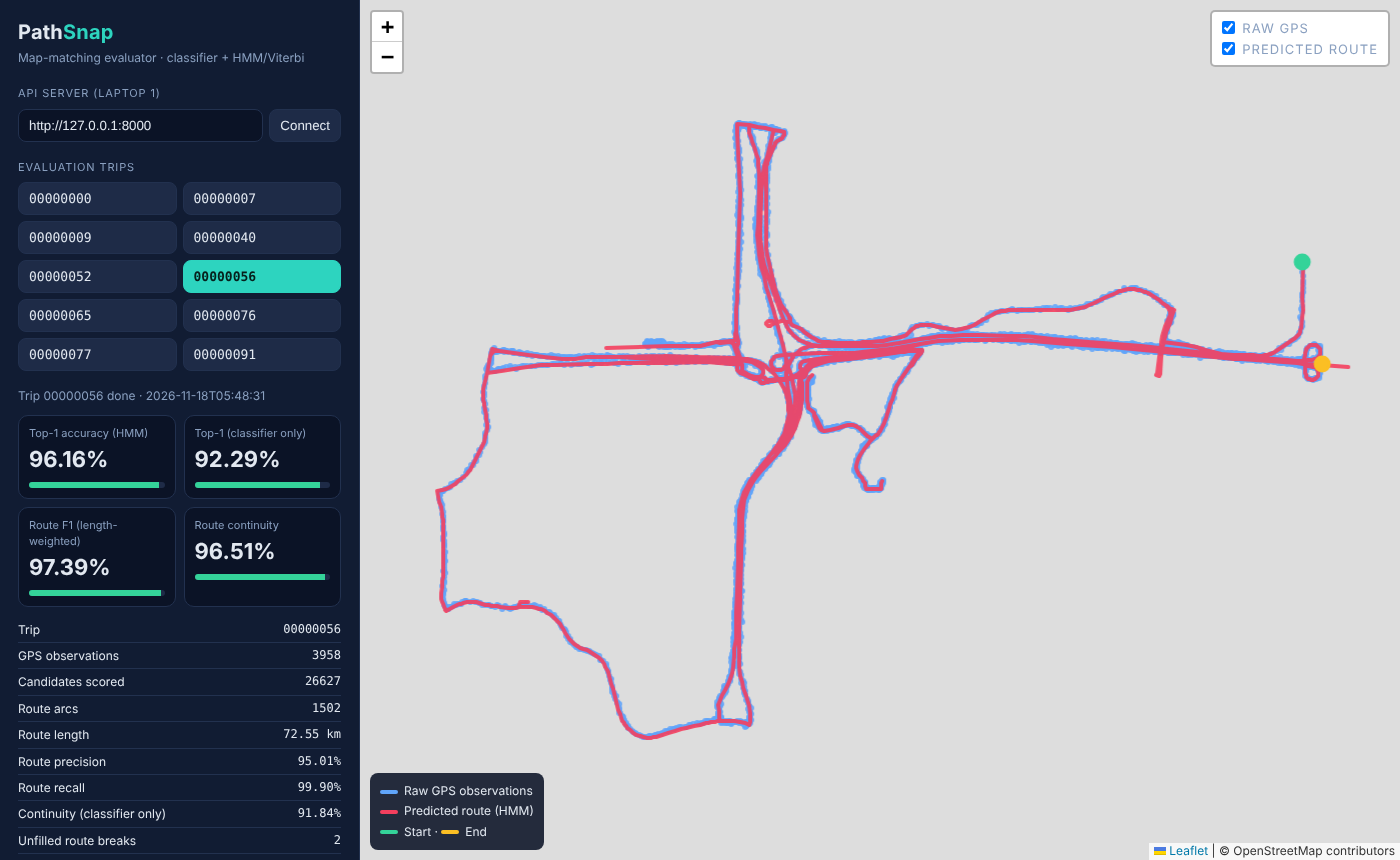 PathSnap
Map-matching evaluator · classifier + HMM/Viterbi
API SERVER (LAPTOP 1)
http://127.0.0.1:8000 Connect
EVALUATION TRIPS
00000000 00000007
00000009 00000040
00000052 00000056
00000065 00000076
00000077 00000091
Trip 00000056 done · 2026-11-18T05:48:31
Top-1 accuracy (HMM)
96.16%
Top-1 (classifier only)
92.29%
Route F1 (length-
weighted)
97.39%
Route continuity
96.51%
Trip 00000056
GPS observations 3958
Candidates scored 26627
Route arcs 1502
Route length 72.55 km
Route precision 95.01%
Route recall 99.90%
Continuity (classifier only) 91.84%
Unfilled route breaks 2
+
−
RAW GPS
PREDICTED ROUTE
Raw GPS observations
Predicted route (HMM)
Start · End
Leaflet | © OpenStreetMap contributors